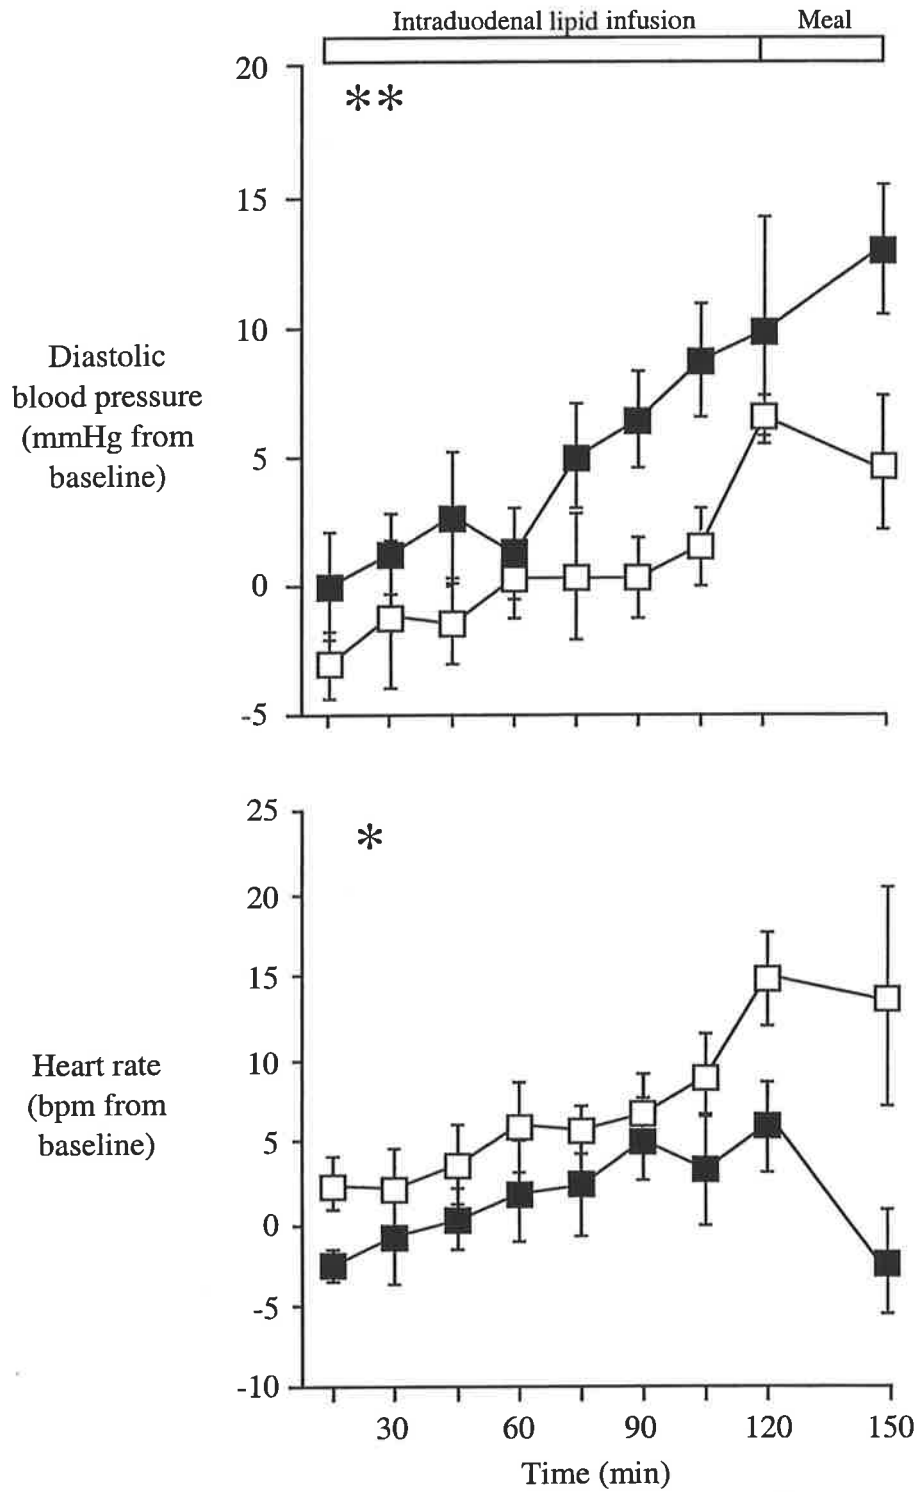 Intraduodenal lipid infusion Meal
20
**
15
10
Diastolic
blood pressure
(mmHg from
baseline)
5
0
-5
25
*
20
15
10
Heart rate
(bpm from
baseline)
5
0
-5
-10
30 60 90 120 150
Time (min)